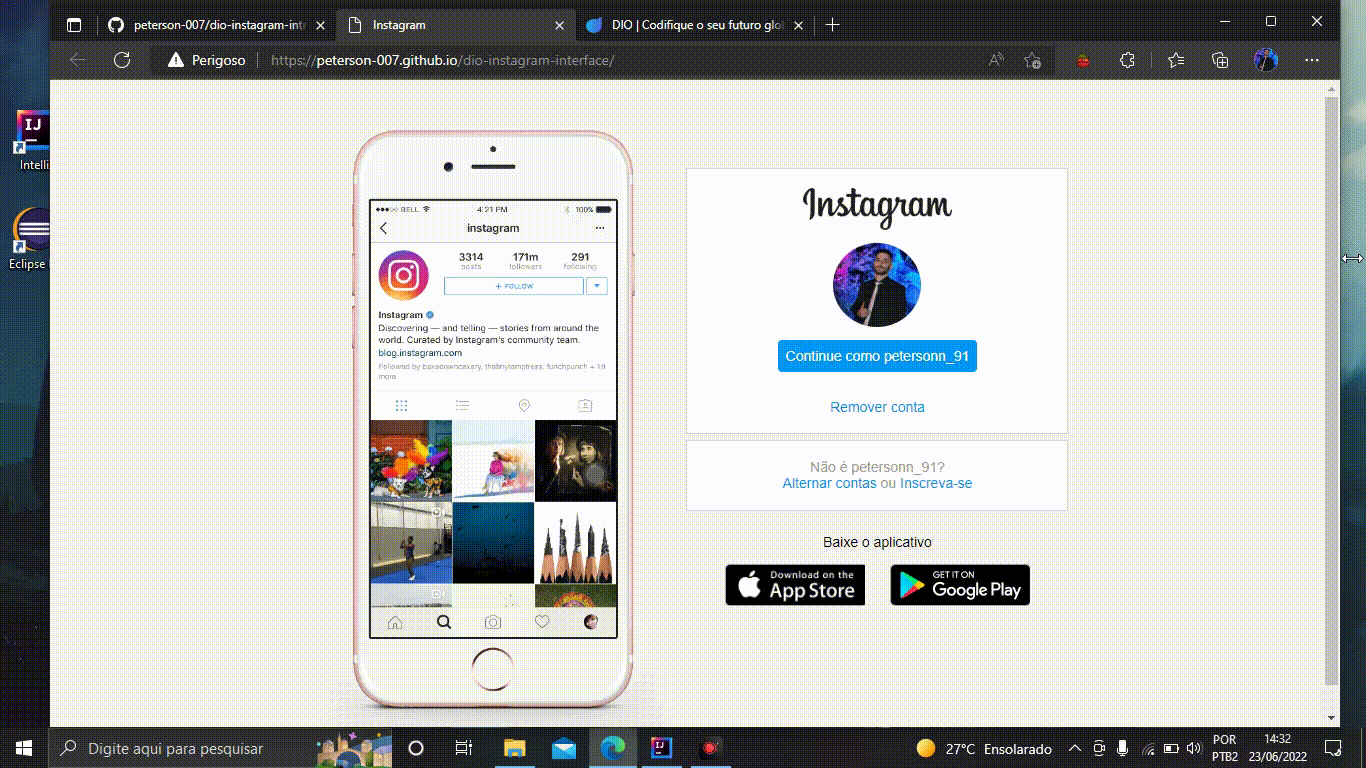 peterson-007/dio-instagram-inte
Instagram
DIO | Codifique o seu futuro glo
Perigoso
https://peterson-007.github.io/dio-instagram-interface/
IJ
Intelli
Eclipse
BELL
4:21 PM
100%
instagram
3314
posts
171m
followers
291
following
+ FOLLOW
Instagram
Discovering — and telling — stories from around the
world. Curated by Instagram's community team.
blog.instagram.com
Followed by bakedowncakery, thetinytemptress, funchpunch + 19
more
Instagram
Continue como petersonn_91
Remover conta
Não é petersonn_91?
Alternar contas ou Inscreva-se
Baixe o aplicativo
Download on the
App Store
GET IT ON
Google Play
Digite aqui para pesquisar
IJ
27°C Ensolarado
POR
PTB2
14:32
23/06/2022